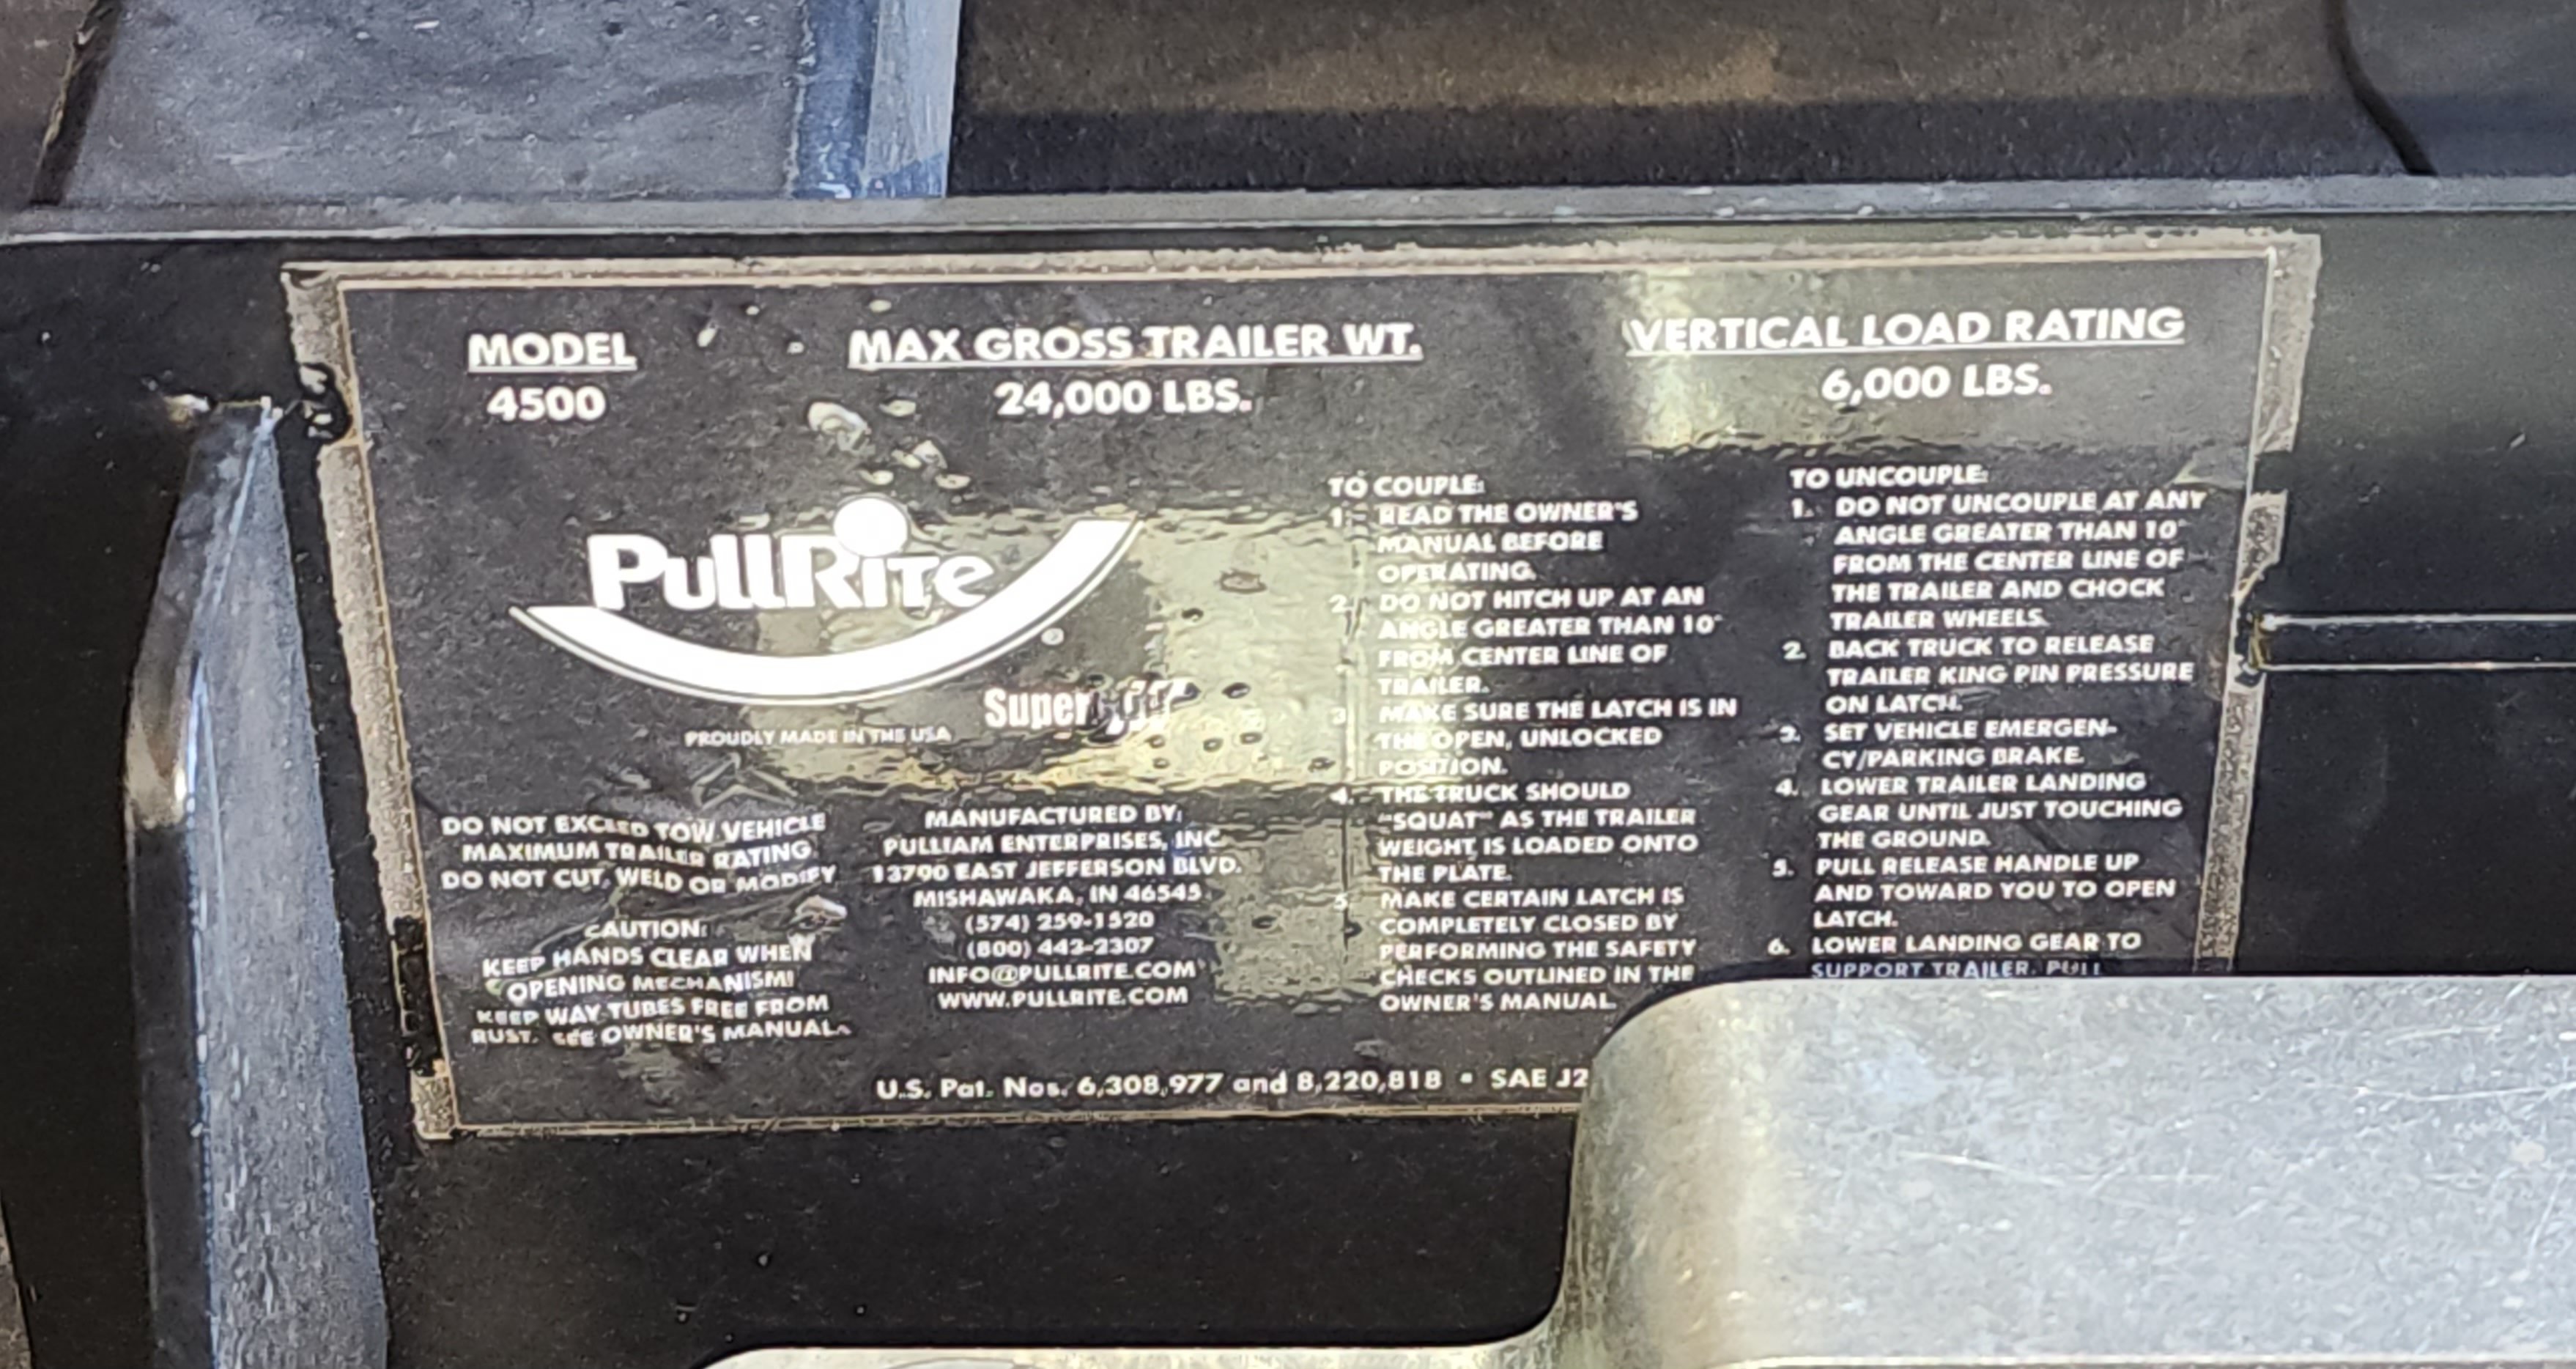 MODEL
4500
MAX GROSS TRAILER WT.
24,000 LBS.
VERTICAL LOAD RATING
6,000 LBS.
PullRite
®
Super
PROUDLY MADE IN THE USA
DO NOT EXCEED TOW VEHICLE
MAXIMUM TRAILER RATING
DO NOT CUT, WELD OR MODIFY
CAUTION:
KEEP HANDS CLEAR WHEN
OPENING MECHANISM!
KEEP WAY TUBES FREE FROM
RUST. SEE OWNER'S MANUAL.
MANUFACTURED BY:
PULLIAM ENTERPRISES, INC.
13790 EAST JEFFERSON BLVD.
MISHAWAKA, IN 46545
(574) 259-1520
(800) 443-2307
INFO@PULLRITE.COM
WWW.PULLRITE.COM
TO COUPLE:
1. READ THE OWNER'S
MANUAL BEFORE
OPERATING.
2. DO NOT HITCH UP AT AN
ANGLE GREATER THAN 10°
FROM CENTER LINE OF
TRAILER.
3. MAKE SURE THE LATCH IS IN
THE OPEN, UNLOCKED
POSITION.
4. THE TRUCK SHOULD
"SQUAT" AS THE TRAILER
WEIGHT IS LOADED ONTO
THE PLATE.
5. MAKE CERTAIN LATCH IS
COMPLETELY CLOSED BY
PERFORMING THE SAFETY
CHECKS OUTLINED IN THE
OWNER'S MANUAL.
TO UNCOUPLE:
1. DO NOT UNCOUPLE AT ANY
ANGLE GREATER THAN 10°
FROM THE CENTER LINE OF
THE TRAILER AND CHOCK
TRAILER WHEELS.
2. BACK TRUCK TO RELEASE
TRAILER KING PIN PRESSURE
ON LATCH.
3. SET VEHICLE EMERGEN-
CY/PARKING BRAKE.
4. LOWER TRAILER LANDING
GEAR UNTIL JUST TOUCHING
THE GROUND.
5. PULL RELEASE HANDLE UP
AND TOWARD YOU TO OPEN
LATCH.
6. LOWER LANDING GEAR TO
SUPPORT TRAILER. PULL
U.S. Pat. Nos. 6,308,977 and 8,220,818 • SAE J2